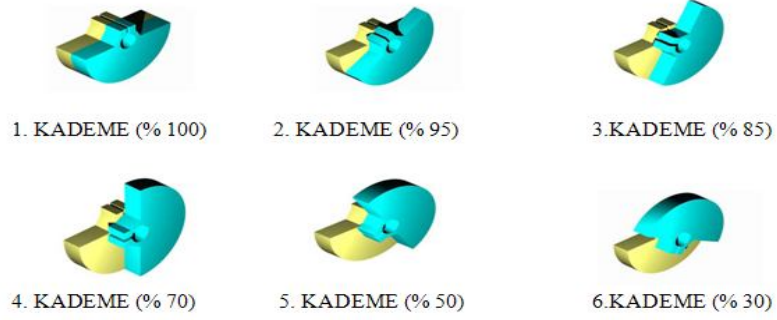 1. KADEME (% 100)
2. KADEME (% 95)
3.KADEME (% 85)
4. KADEME (% 70)
5. KADEME (% 50)
6.KADEME (% 30)